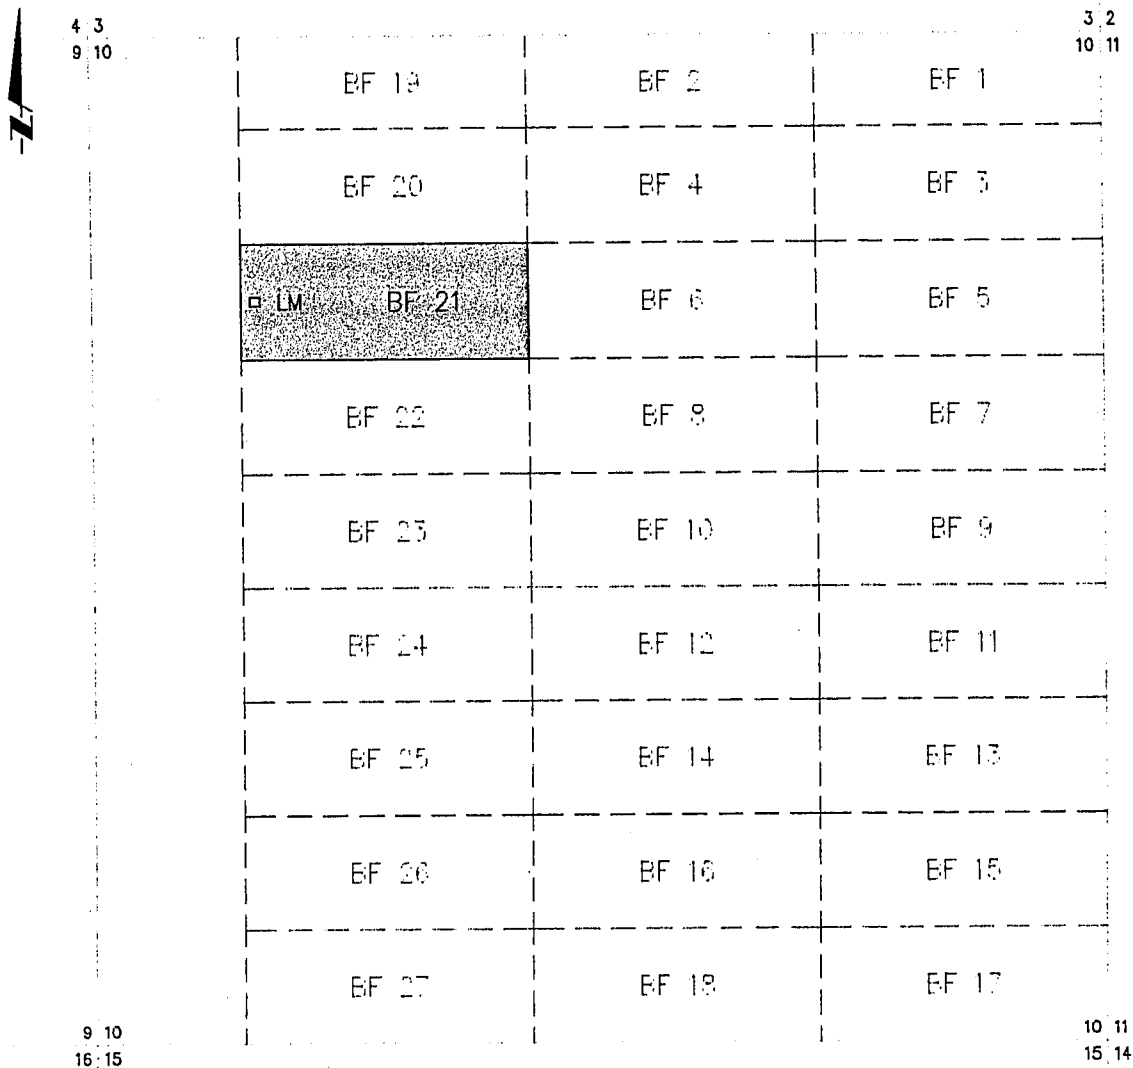 4 3
3 2
9 10
10 11
N
BF 19
BF 2
BF 1
BF 20
BF 4
BF 3
LM
BF 21
BF 6
BF 5
BF 22
BF 8
BF 7
BF 23
BF 10
BF 9
BF 24
BF 12
BF 11
BF 25
BF 14
BF 13
BF 26
BF 16
BF 15
BF 27
BF 18
BF 17
9 10
10 11
16 15
15 14